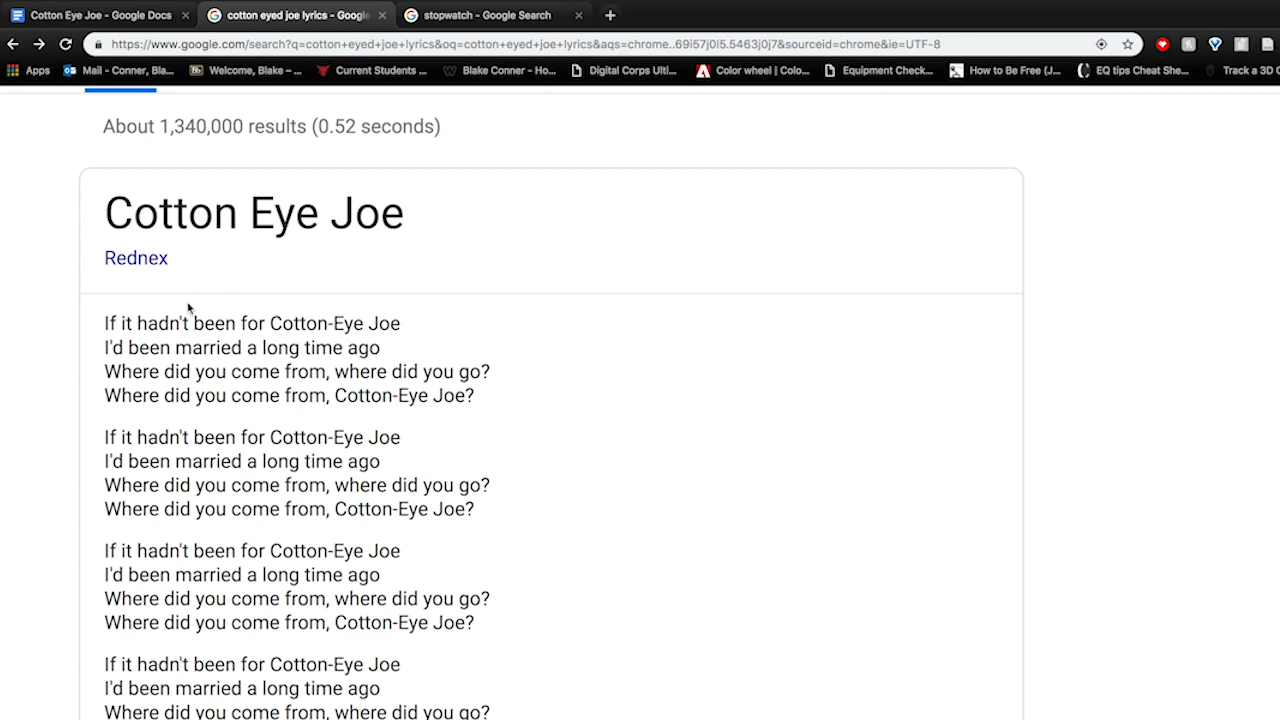 Cotton Eye Joe - Google Docs
cotton eyed joe lyrics - Google
stopwatch - Google Search
https://www.google.com/search?q=cotton+eyed+joe+lyrics&oq=cotton+eyed+joe+lyrics&aqs=chrome..69i57j0l5.5463j0j7&sourceid=chrome&ie=UTF-8
Apps Mail - Conner, Bla... Welcome, Blake – ... Current Students ... Blake Conner - Ho... Digital Corps Ulti... Color wheel | Colo... Equipment Check... How to Be Free (J... EQ tips Cheat She... Track a 3D
About 1,340,000 results (0.52 seconds)
Cotton Eye Joe
Rednex
If it hadn't been for Cotton-Eye Joe
I'd been married a long time ago
Where did you come from, where did you go?
Where did you come from, Cotton-Eye Joe?
If it hadn't been for Cotton-Eye Joe
I'd been married a long time ago
Where did you come from, where did you go?
Where did you come from, Cotton-Eye Joe?
If it hadn't been for Cotton-Eye Joe
I'd been married a long time ago
Where did you come from, where did you go?
Where did you come from, Cotton-Eye Joe?
If it hadn't been for Cotton-Eye Joe
I'd been married a long time ago
Where did you come from, where did you go?